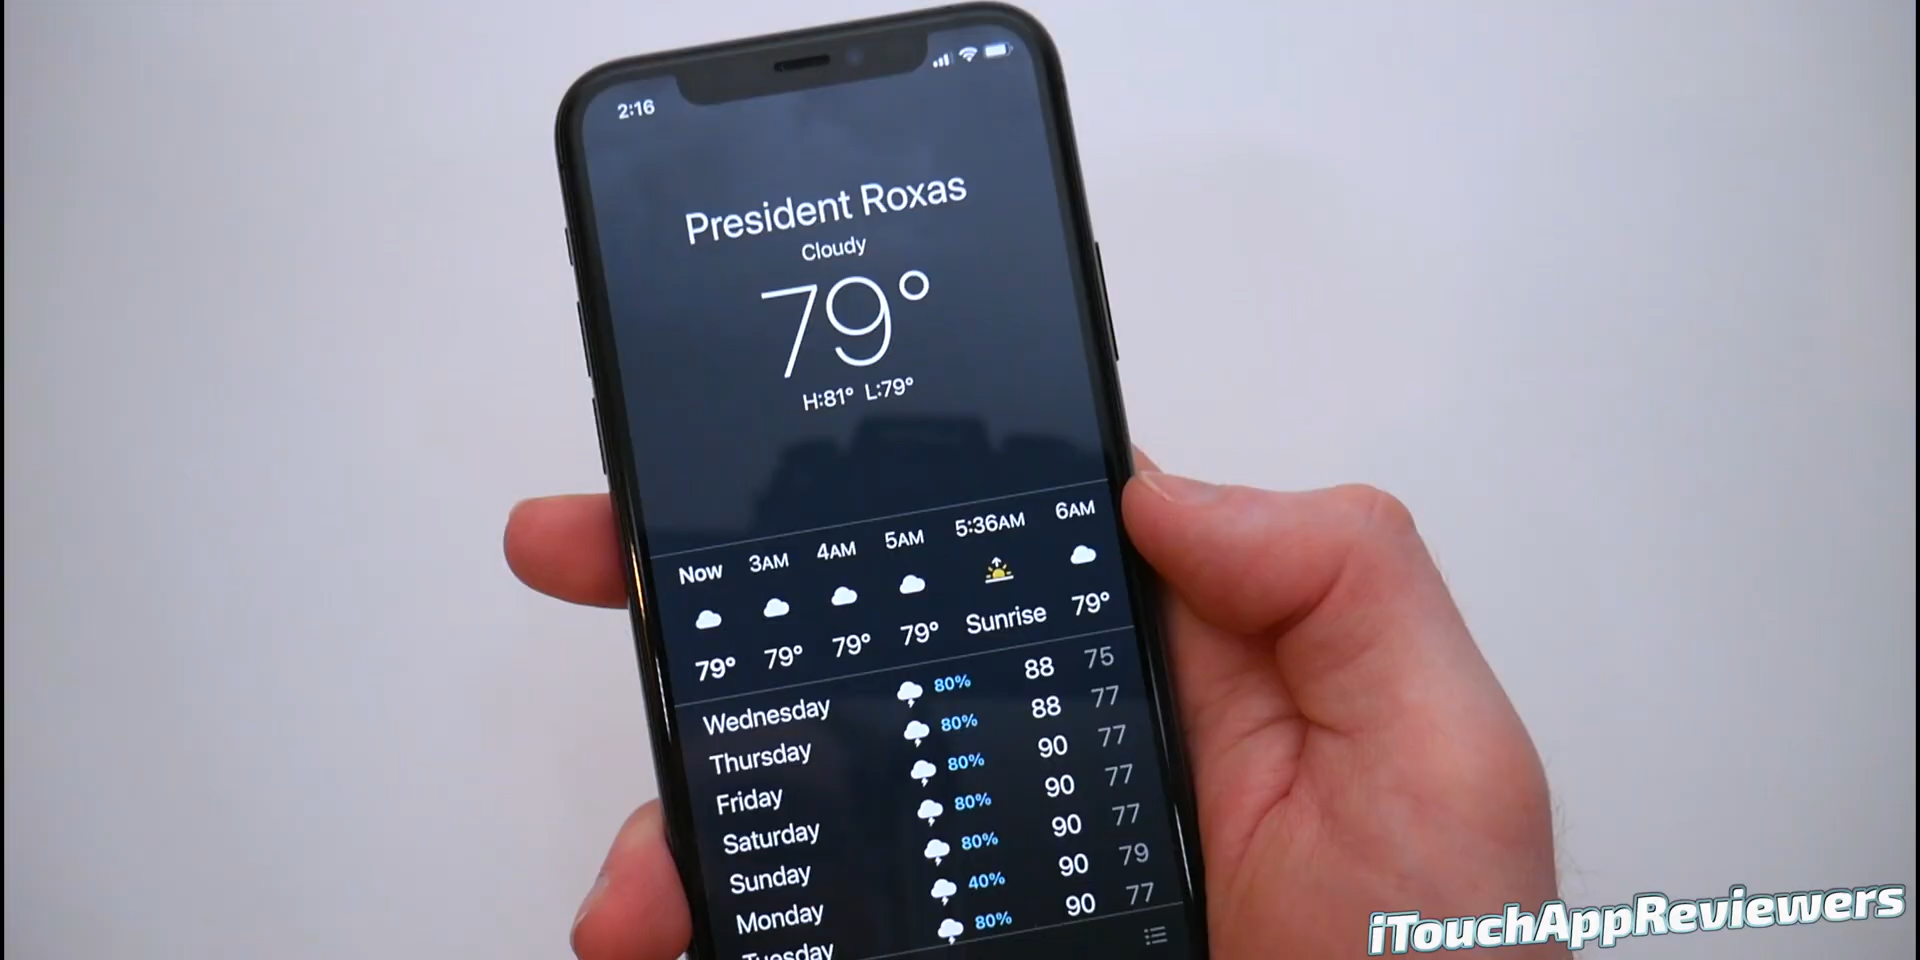 2:16
President Roxas
Cloudy
79°
H:81° L:79°
Now 3AM 4AM 5AM 5:36AM 6AM
79° 79° 79° 79° Sunrise 79°
Wednesday 80% 88 75
Thursday 80% 88 77
Friday 80% 90 77
Saturday 80% 90 77
Sunday 80% 90 77
Monday 40% 90 79
Tuesday 80% 90 77
iTouchAppReviewers